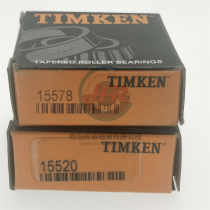 TIMKEN
TAPERED ROLLER BEARINGS
TIMKEN
15578
TIMKEN
15520